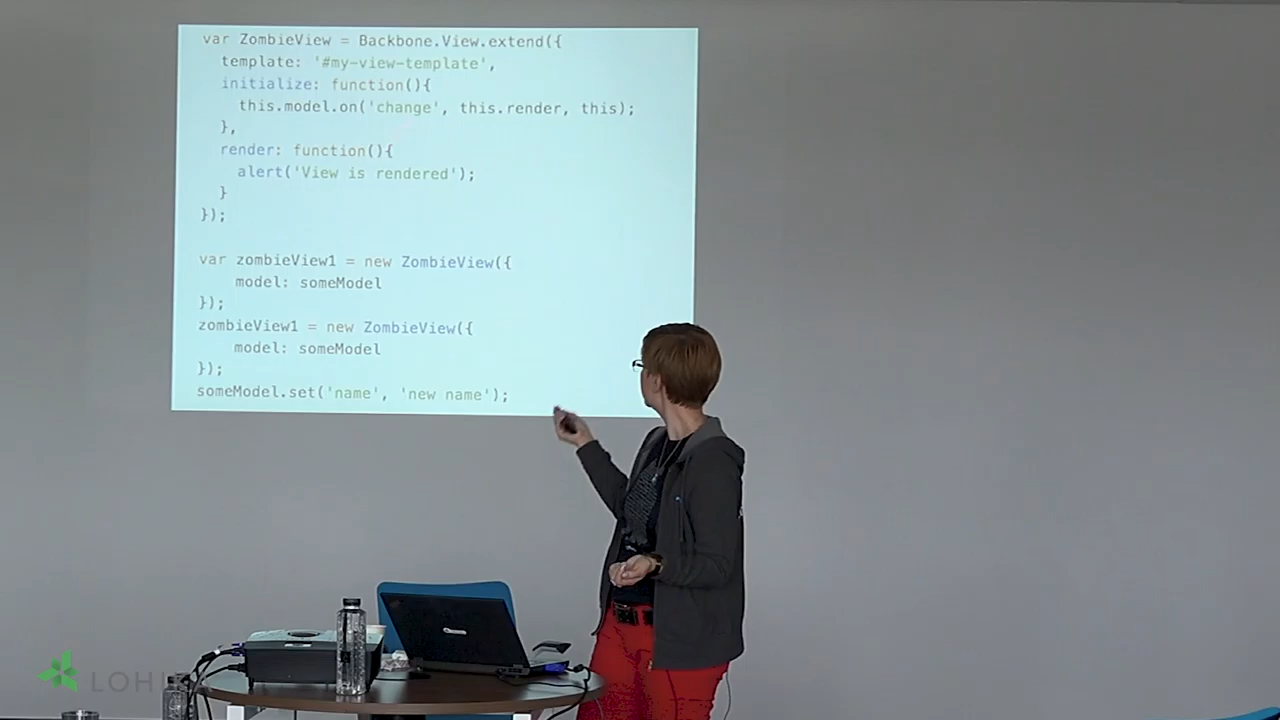 var ZombieView = Backbone.View.extend({
  template: '#my-view-template',
  initialize: function(){
    this.model.on('change', this.render, this);
  },
  render: function(){
    alert('View is rendered');
  }
});

var zombieView1 = new ZombieView({
    model: someModel
});
zombieView1 = new ZombieView({
    model: someModel
});
someModel.set('name', 'new name');